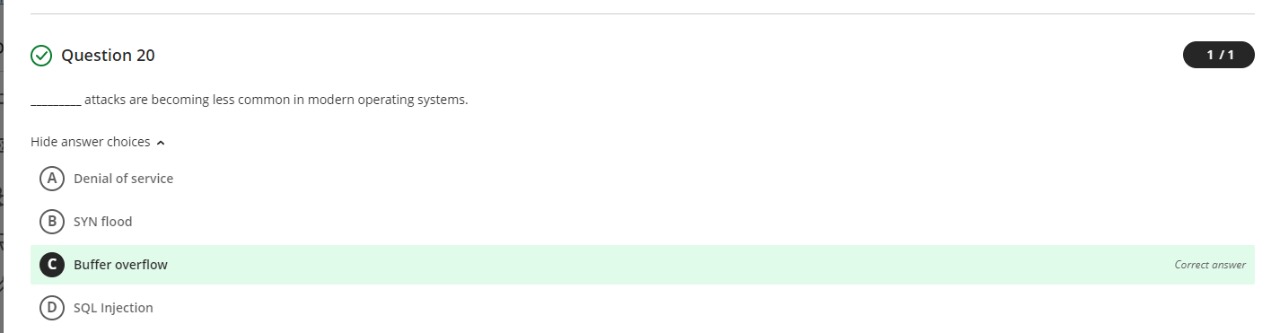 Question 20
1 / 1
_________ attacks are becoming less common in modern operating systems.
Hide answer choices
A Denial of service
B SYN flood
C Buffer overflow Correct answer
D SQL Injection